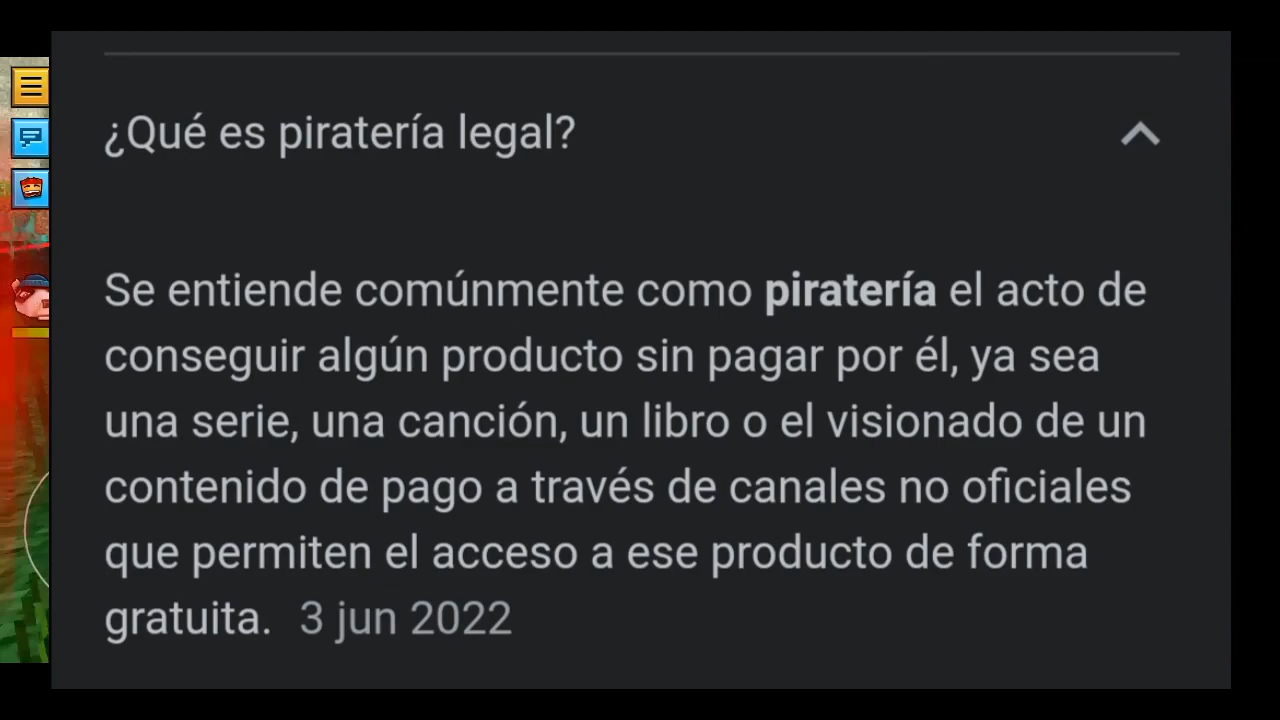 ¿Qué es piratería legal?
Se entiende comúnmente como piratería el acto de
conseguir algún producto sin pagar por él, ya sea
una serie, una canción, un libro o el visionado de un
contenido de pago a través de canales no oficiales
que permiten el acceso a ese producto de forma
gratuita. 3 jun 2022